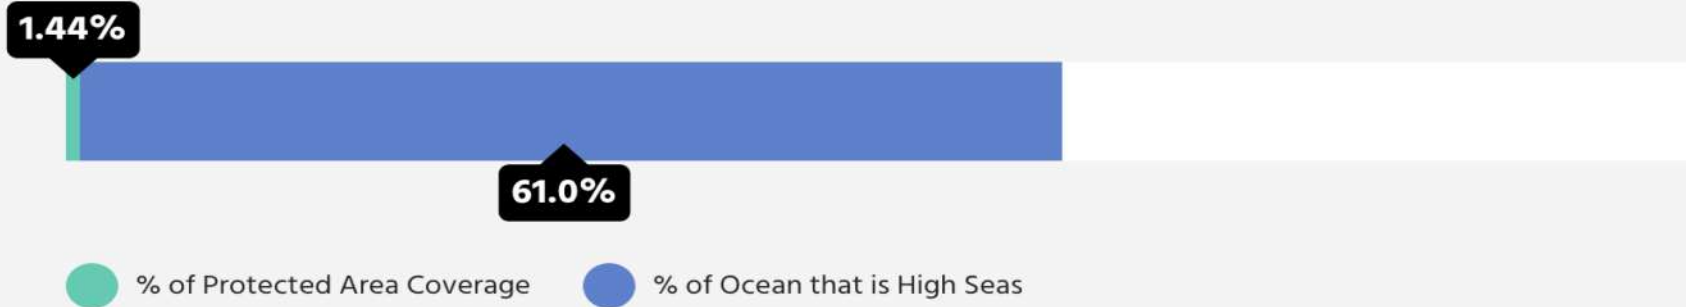 1.44%
61.0%
% of Protected Area Coverage
% of Ocean that is High Seas